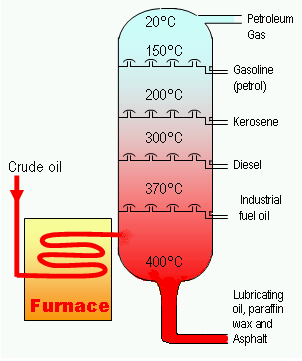 20°C
Petroleum
Gas
150°C
Gasoline
(petrol)
200°C
Kerosene
300°C
Diesel
Crude oil
370°C
Industrial
fuel oil
400°C
Furnace
Lubricating
oil, paraffin
wax and
Asphalt